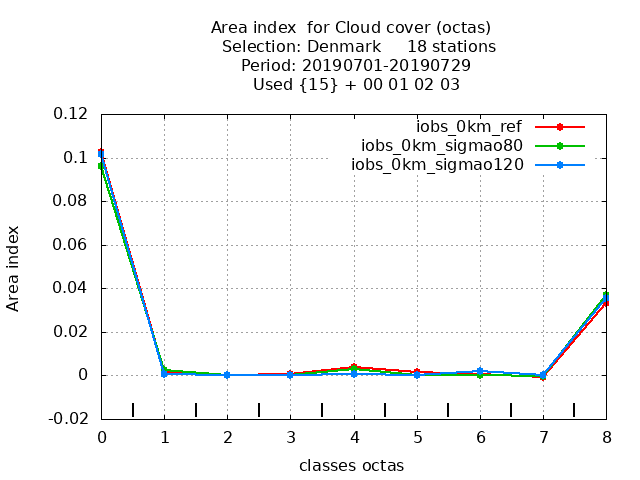 Area index  for Cloud cover (octas)
Selection: Denmark     18 stations
Period: 20190701-20190729
Used {15} + 00 01 02 03
iobs_0km_ref
iobs_0km_sigmao80
iobs_0km_sigmao120
0.12
0.1
0.08
0.06
0.04
0.02
0
-0.02
Area index
0 1 2 3 4 5 6 7 8
classes octas